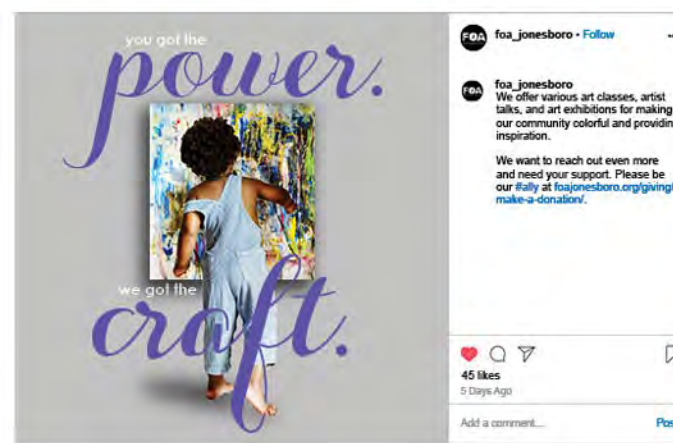 you got the
power.
we got the
craft.
FOA
foa_jonesboro • Follow
FOA
foa_jonesboro
We offer various art classes, artist
talks, and art exhibitions for making
our community colorful and providin
inspiration.
We want to reach out even more
and need your support. Please be
our #ally at foajonesboro.org/giving/
make-a-donation/.
45 likes
5 Days Ago
Add a comment...
Pos